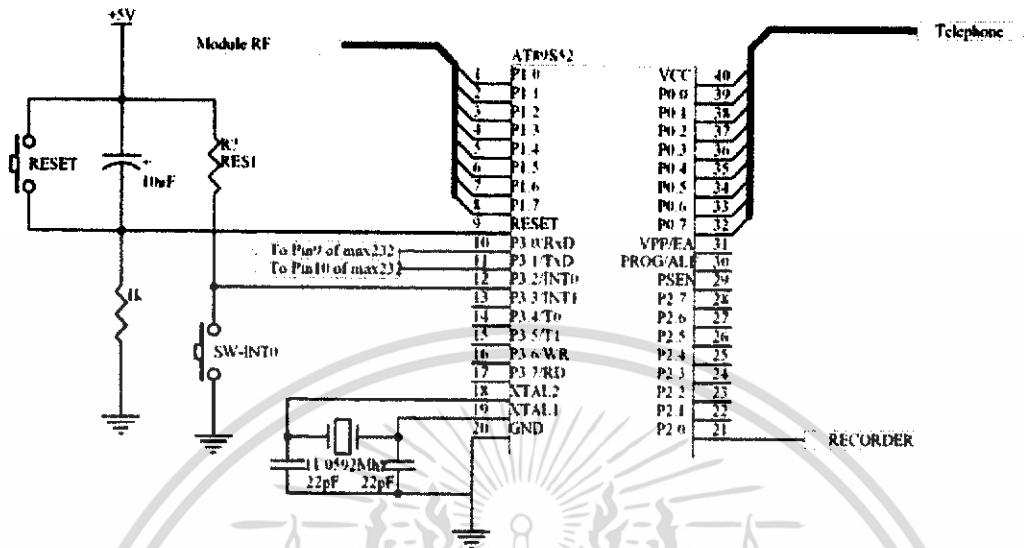 +5V
Module RF
Telephone
AT89S52
1 P1.0
2 P1.1
3 P1.2
4 P1.3
5 P1.4
6 P1.5
7 P1.6
8 P1.7
9 RESET
10 P3.0/RxD
11 P3.1/TxD
12 P3.2/INT0
13 P3.3/INT1
14 P3.4/T0
15 P3.5/T1
16 P3.6/WR
17 P3.7/RD
18 XTAL2
19 XTAL1
20 GND
VCC 40
P0.0 39
P0.1 38
P0.2 37
P0.3 36
P0.4 35
P0.5 34
P0.6 33
P0.7 32
VPP/EA 31
PROG/ALE 30
PSEN 29
P2.7 28
P2.6 27
P2.5 26
P2.4 25
P2.3 24
P2.2 23
P2.1 22
P2.0 21
RESET
10uF
R?
RES1
To Pin9 of max232
To Pin10 of max232
1k
SW-INT0
11.0592Mhz
22pF 22pF
RECORDER